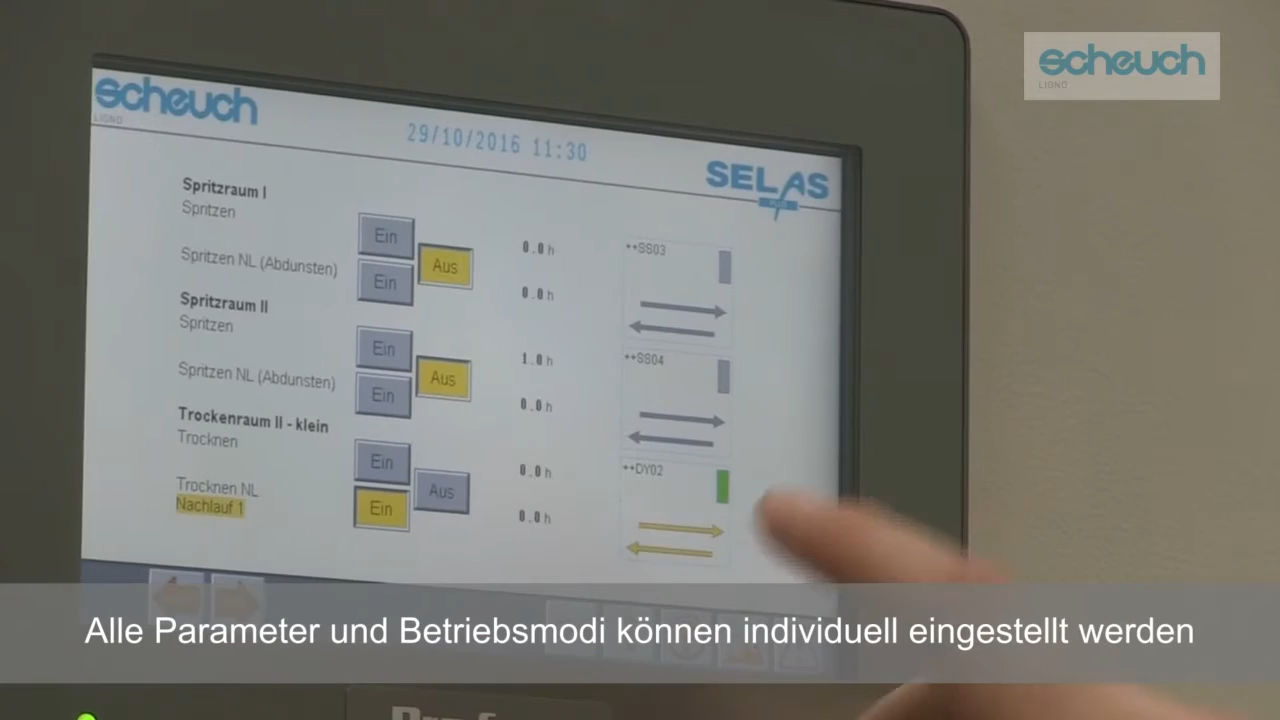 scheuch
LIGNO
scheuch
LIGNO
29/10/2016 11:30
SELAS
PLUS
Spritzraum I
Spritzen
Ein
0.0 h
++SS03
Aus
Spritzen NL (Abdunsten)
Ein
0.0 h
Spritzraum II
Spritzen
Ein
1.0 h
++SS04
Aus
Spritzen NL (Abdunsten)
Ein
0.0 h
Trockenraum II - klein
Trocknen
Ein
0.0 h
++DY02
Aus
Trocknen NL
Nachlauf 1
Ein
0.0 h
Alle Parameter und Betriebsmodi können individuell eingestellt werden